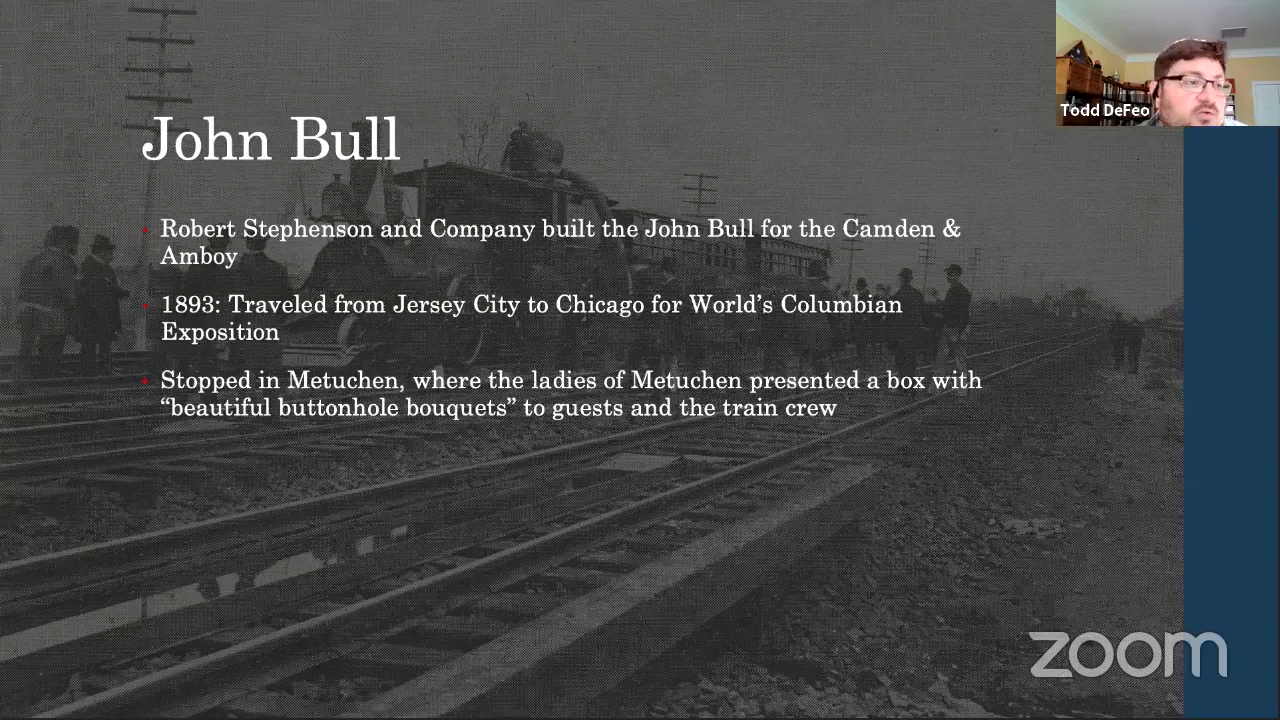 Todd DeFeo
John Bull
Robert Stephenson and Company built the John Bull for the Camden &
Amboy
1893: Traveled from Jersey City to Chicago for World’s Columbian
Exposition
Stopped in Metuchen, where the ladies of Metuchen presented a box with
“beautiful buttonhole bouquets” to guests and the train crew
zoom